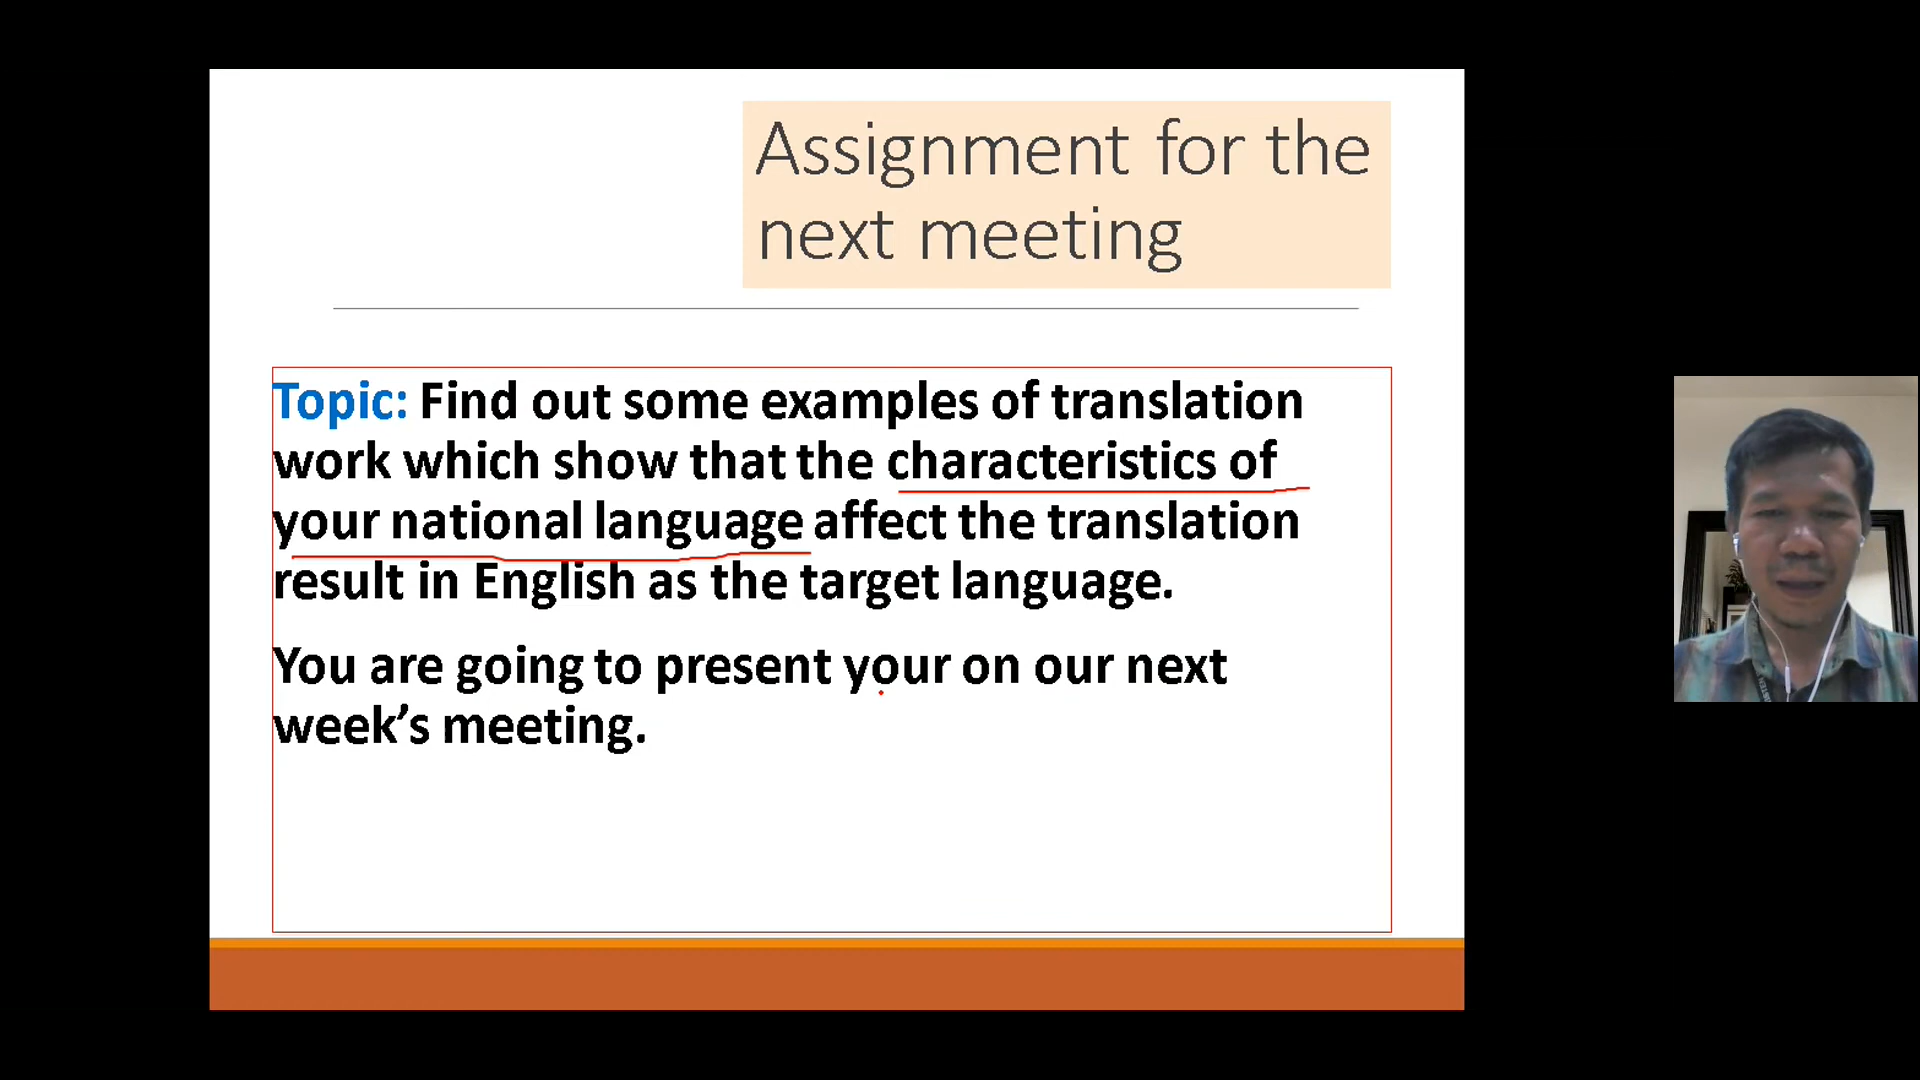 Assignment for the
next meeting
Topic: Find out some examples of translation
work which show that the characteristics of
your national language affect the translation
result in English as the target language.
You are going to present your on our next
week’s meeting.